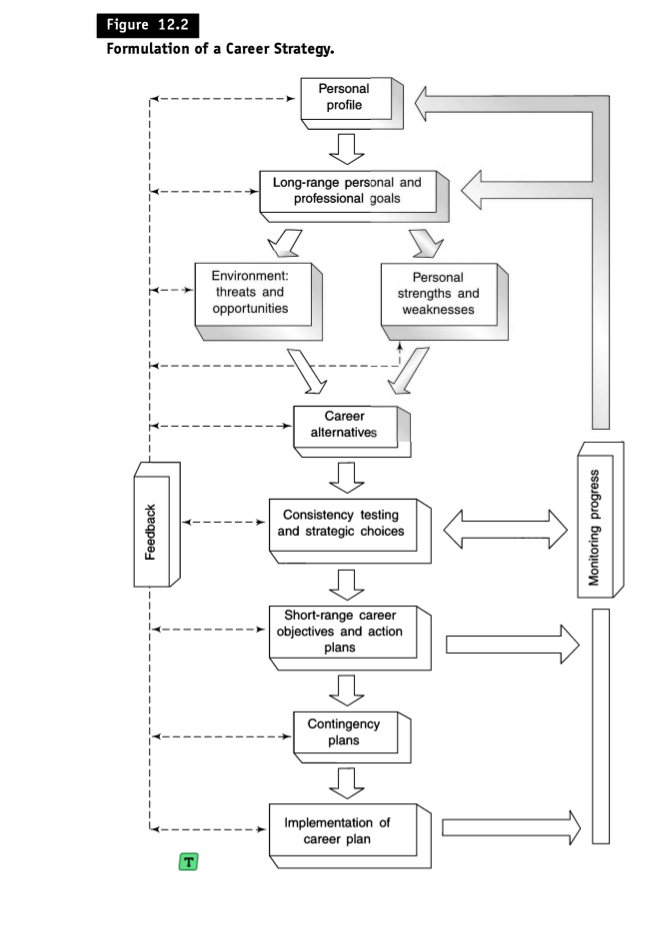 Figure 12.2
Formulation of a Career Strategy.
Personal
profile
Long-range personal and
professional goals
Environment:
threats and
opportunities
Personal
strengths and
weaknesses
Career
alternatives
Feedback
Consistency testing
and strategic choices
Monitoring progress
Short-range career
objectives and action
plans
Contingency
plans
Implementation of
career plan
T